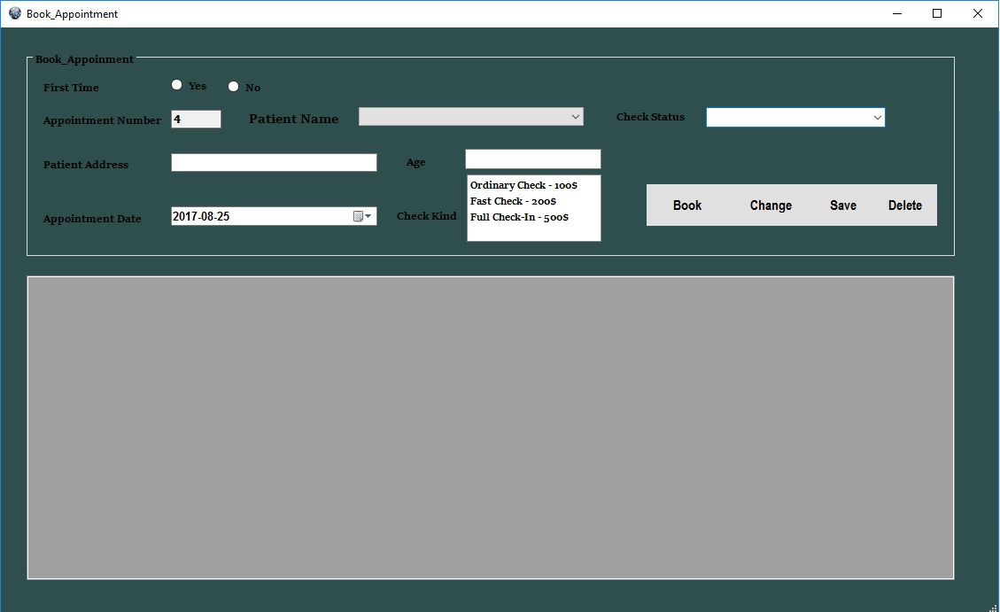 Book_Appointment
Book_Appoinment
First Time Yes No
Appointment Number 4 Patient Name Check Status
Patient Address Age
Ordinary Check - 100$
Fast Check - 200$
Full Check-In - 500$
Appointment Date 2017-08-25 Check Kind
Book Change Save Delete